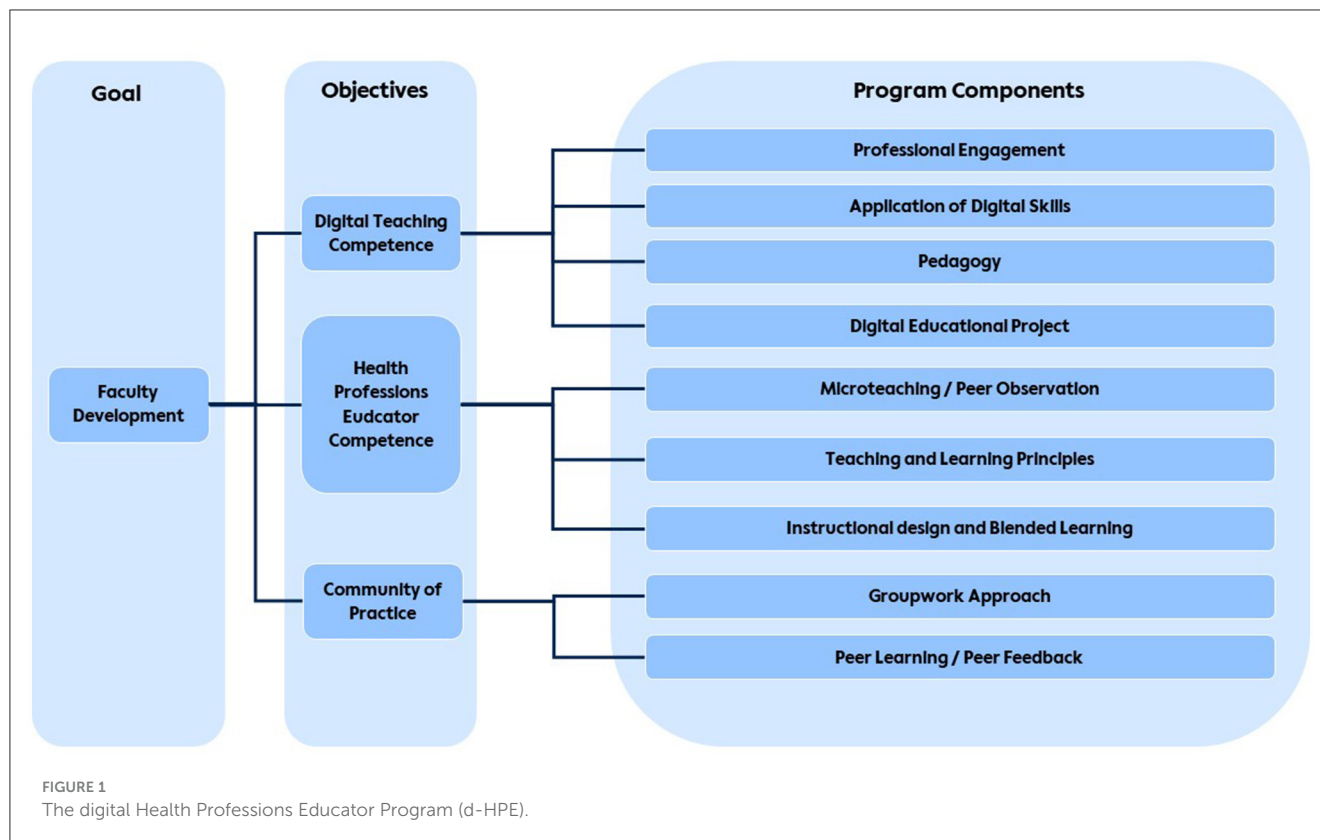 Goal
Objectives
Program Components
Professional Engagement
Application of Digital Skills
Digital Teaching
Competence
Pedagogy
Digital Educational Project
Health
Professions
Eudcator
Competence
Faculty
Development
Microteaching / Peer Observation
Teaching and Learning Principles
Instructional design and Blended Learning
Community of
Practice
Groupwork Approach
Peer Learning / Peer Feedback
FIGURE 1
The digital Health Professions Educator Program (d-HPE).